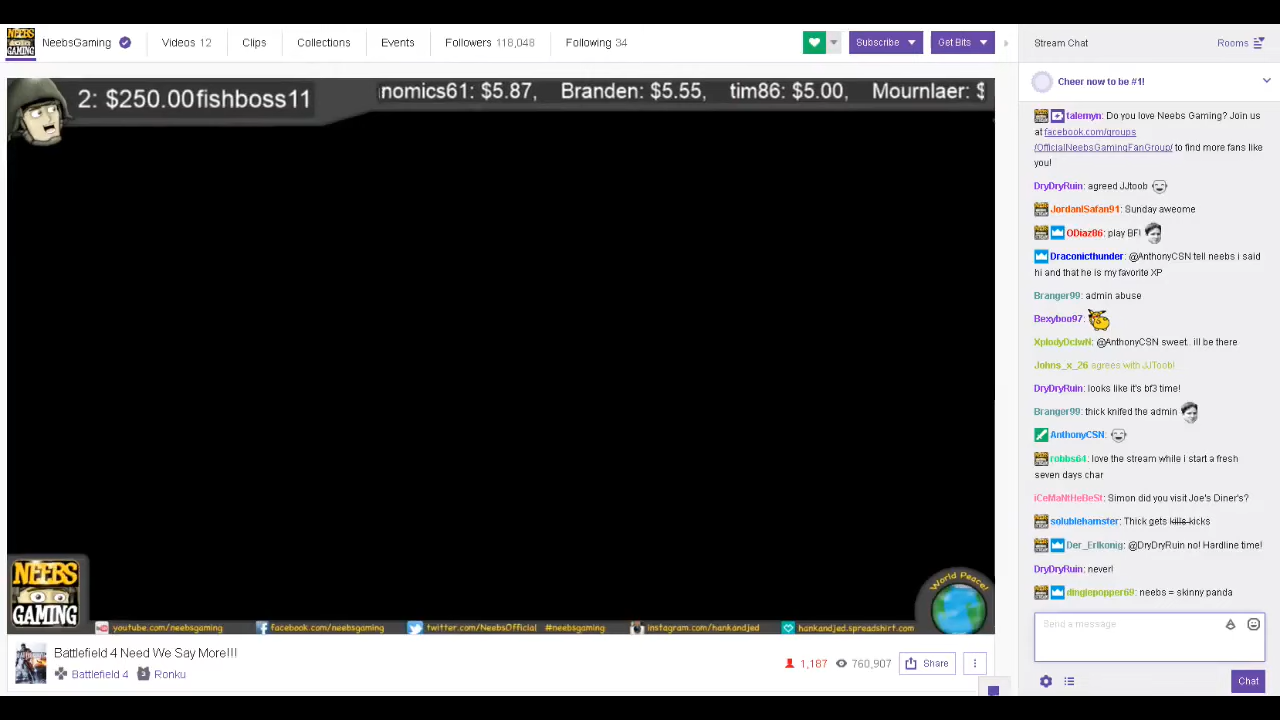 NEEBS
GAMING
NeebsGaming
Videos 12
Clips
Collections
Events
Followers 118,048
Following 34
Subscribe
Get Bits
Stream Chat
Rooms
2: $250.00fishboss11
nomics61: $5.87, Branden: $5.55, tim86: $5.00, Mournlaer: $
NEEBS
GAMING
World Peace!
youtube.com/neebsgaming
facebook.com/neebsgaming
twitter.com/NeebsOfficial #neebsgaming
instagram.com/hankandjed
hankandjed.spreadshirt.com
Battlefield 4 Need We Say More!!!
Battlefield 4
Ronku
1,187
760,907
Share
Cheer now to be #1!
talemyn: Do you love Neebs Gaming? Join us
at facebook.com/groups
/OfficialNeebsGamingFanGroup/ to find more fans like
you!
DryDryRuin: agreed JJtoob
JordanISafan91: Sunday aweome
ODiaz86: play BF!
Draconicthunder: @AnthonyCSN tell neebs i said
hi and that he is my favorite XP
Branger99: admin abuse
Bexyboo97:
XplodyDclwN: @AnthonyCSN sweet.. ill be there
Johns_x_26 agrees with JJToob!
DryDryRuin: looks like it's bf3 time!
Branger99: thick knifed the admin
AnthonyCSN:
robbs64: love the stream while i start a fresh
seven days char
iCeMaNtHeBeSt: Simon did you visit Joe's Diner's?
solublehamster: Thick gets kills kicks
Der_Erlkonig: @DryDryRuin no! Hardline time!
DryDryRuin: never!
dinglepopper69: neebs = skinny panda
Send a message
Chat